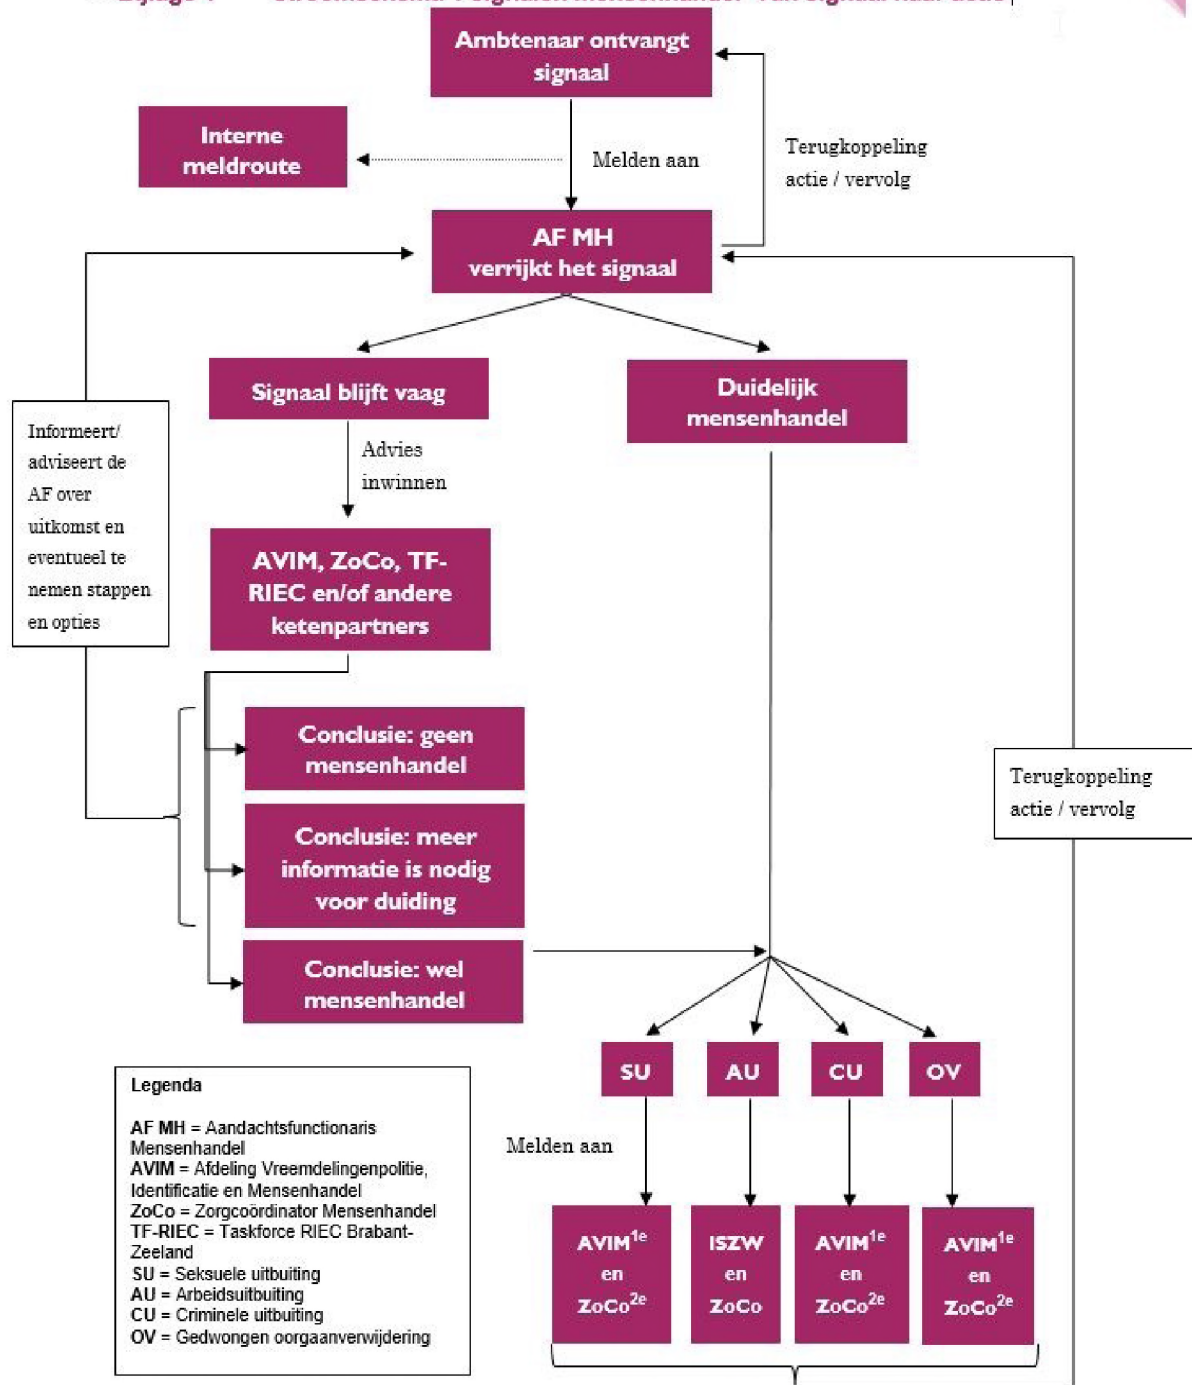 Ambtenaar ontvangt
signaal
Interne
meldroute
Melden aan
Terugkoppeling
actie / vervolg
AF MH
verrijkt het signaal
Signaal blijft vaag
Duidelijk
mensenhandel
Informeert/
adviseert de
AF over
uitkomst en
eventueel te
nemen stappen
en opties
Advies
inwinnen
AVIM, ZoCo, TF-
RIEC en/of andere
ketenpartners
Conclusie: geen
mensenhandel
Terugkoppeling
actie / vervolg
Conclusie: meer
informatie is nodig
voor duiding
Conclusie: wel
mensenhandel
SU
AU
CU
OV
Melden aan
AVIM1e
en
ZoCo2e
ISZW
en
ZoCo
AVIM1e
en
ZoCo2e
AVIM1e
en
ZoCo2e
Legenda
AF MH = Aandachtsfunctionaris
Mensenhandel
AVIM = Afdeling Vreemdelingenpolitie,
Identificatie en Mensenhandel
ZoCo = Zorgcoördinator Mensenhandel
TF-RIEC = Taskforce RIEC Brabant-
Zeeland
SU = Seksuele uitbuiting
AU = Arbeidsuitbuiting
CU = Criminele uitbuiting
OV = Gedwongen oorgaanverwijdering